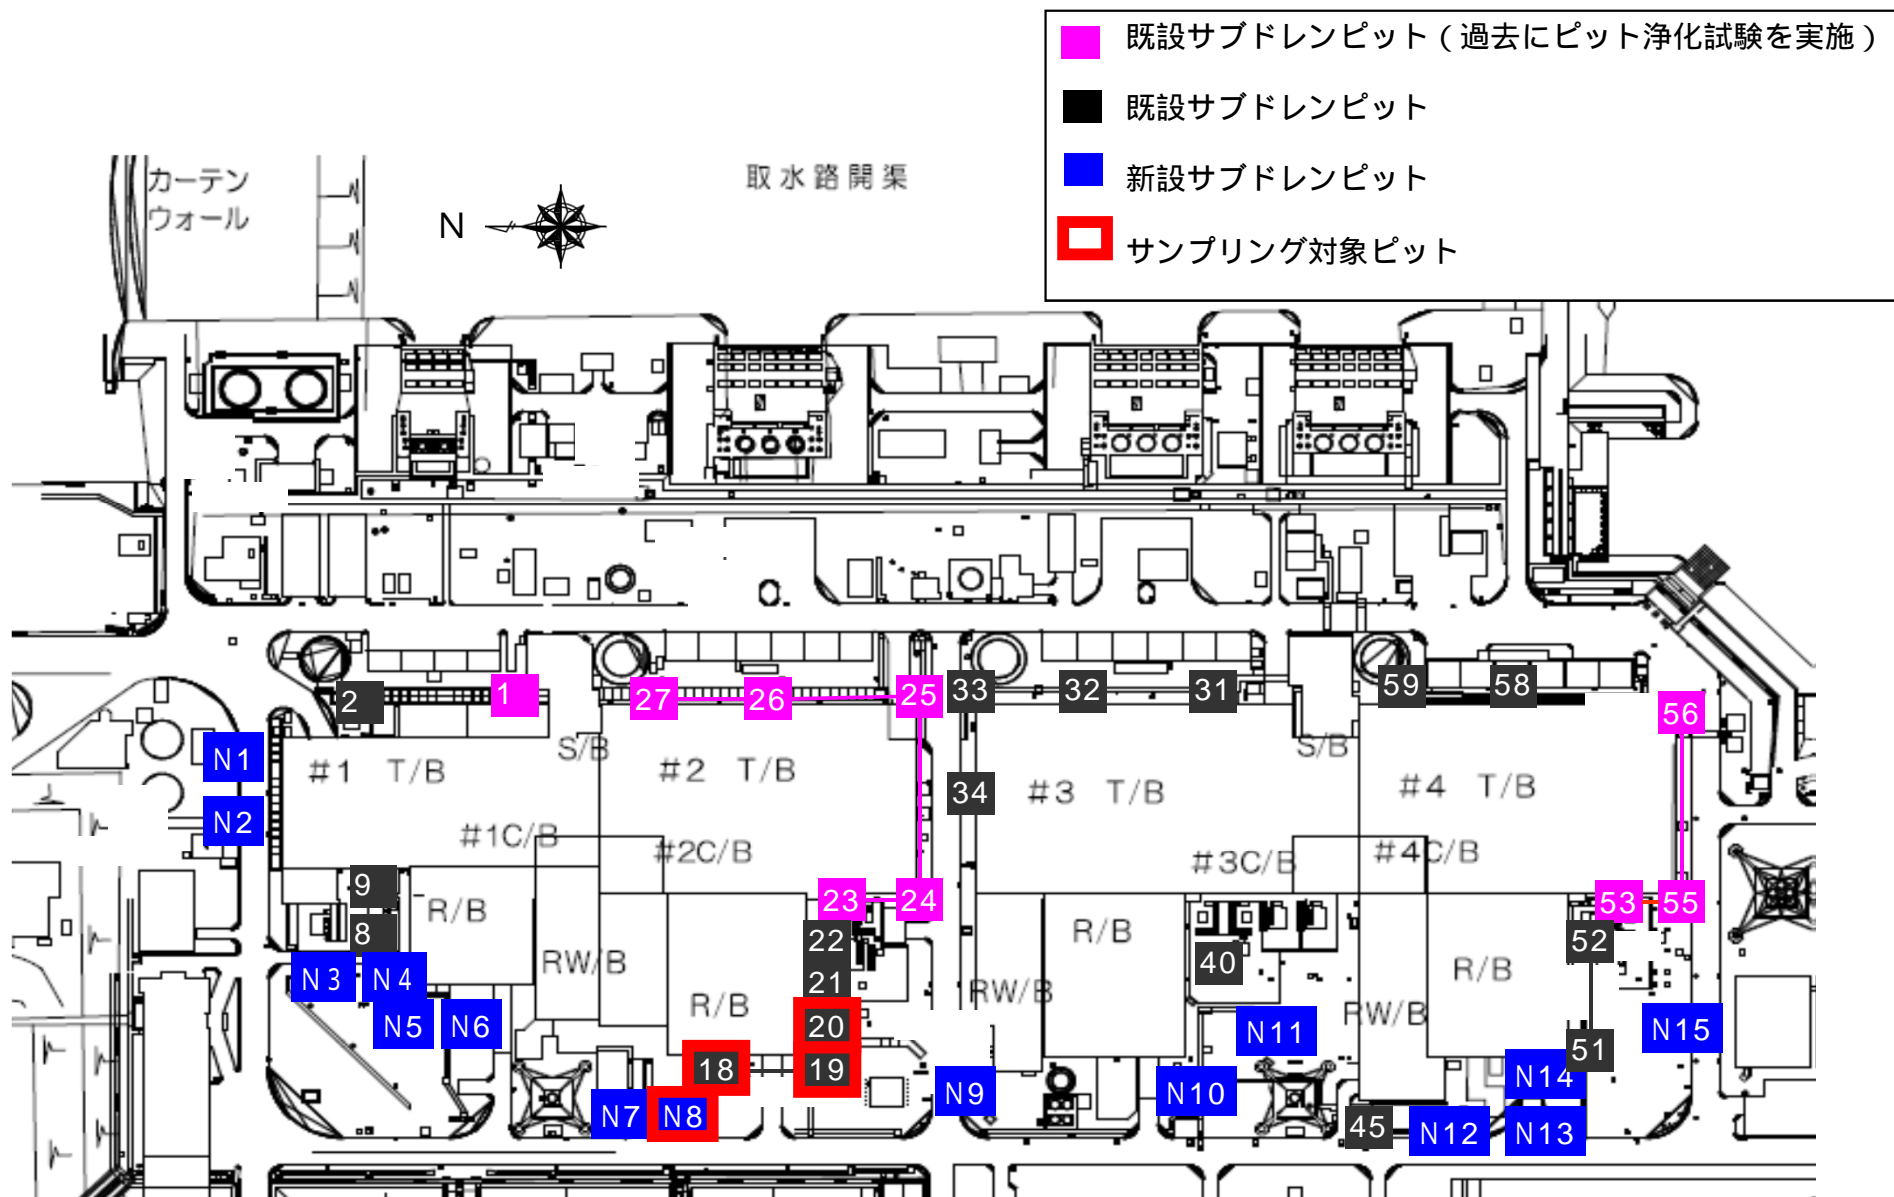 既設サブドレンピット（過去にピット浄化試験を実施）
既設サブドレンピット
新設サブドレンピット
サンプリング対象ピット
カーテン
ウォール
取水路開渠
N
2
1
27
26
25
33
32
31
59
58
56
N1
N2
#1 T/B
S/B
#2 T/B
34
#3 T/B
S/B
#4 T/B
#1C/B
#2C/B
#3C/B
#4C/B
9
8
R/B
23
24
R/B
53
55
22
21
20
19
18
40
52
51
N3
N4
N5
N6
RW/B
R/B
RW/B
RW/B
R/B
N7
N8
N9
N10
N11
45
N12
N13
N14
N15